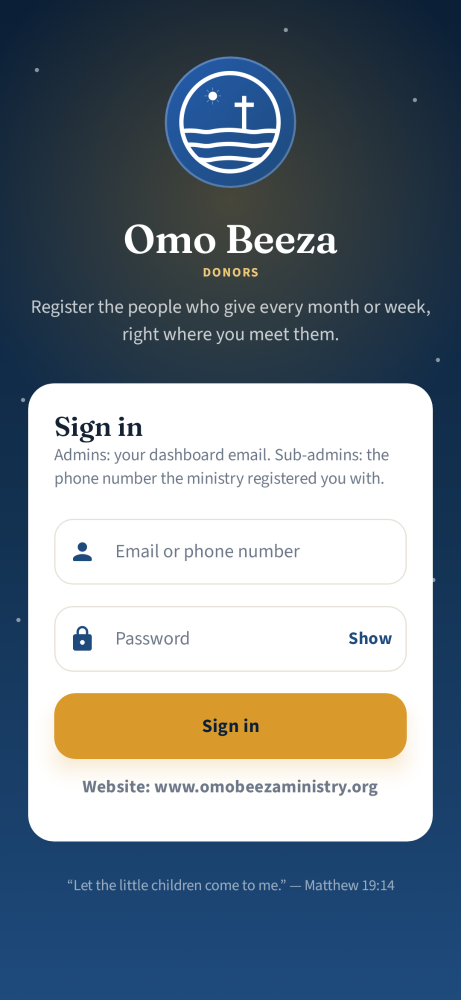 Omo Beeza
DONORS
Register the people who give every month or week,
right where you meet them.
Sign in
Admins: your dashboard email. Sub-admins: the
phone number the ministry registered you with.
Email or phone number
Password
Show
Sign in
Website: www.omobeezaministry.org
“Let the little children come to me.” — Matthew 19:14